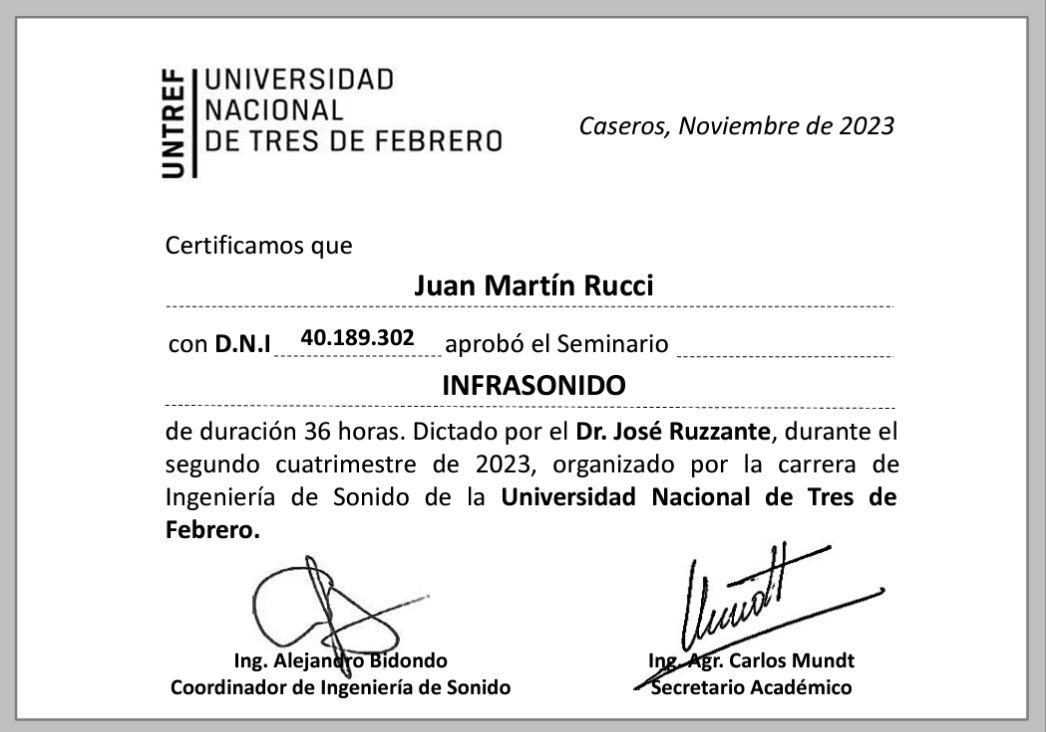 UNTREF
UNIVERSIDAD
NACIONAL
DE TRES DE FEBRERO
Caseros, Noviembre de 2023
Certificamos que
Juan Martín Rucci
con D.N.I 40.189.302 aprobó el Seminario
INFRASONIDO
de duración 36 horas. Dictado por el Dr. José Ruzzante, durante el
segundo cuatrimestre de 2023, organizado por la carrera de
Ingeniería de Sonido de la Universidad Nacional de Tres de
Febrero.
Ing. Alejandro Bidondo
Coordinador de Ingeniería de Sonido
Mundt
Ing. Agr. Carlos Mundt
Secretario Académico